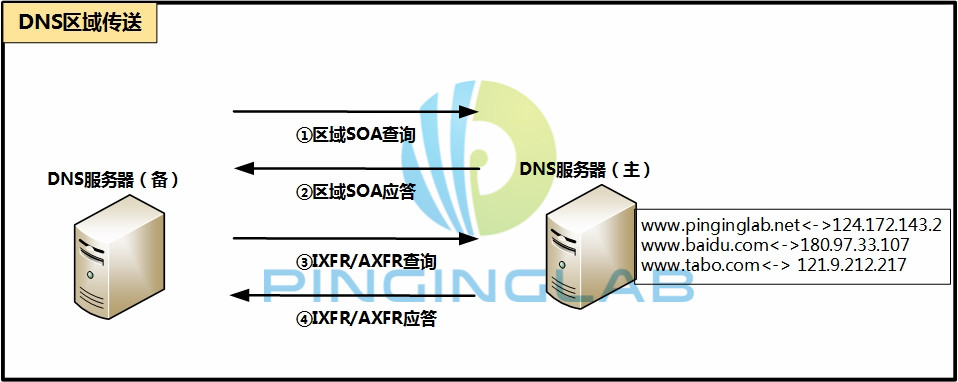 DNS区域传送
①区域SOA查询
DNS服务器（备）
②区域SOA应答
DNS服务器（主）
www.pinginglab.net<->124.172.143.2
www.baidu.com<->180.97.33.107
www.tabo.com<-> 121.9.212.217
③IXFR/AXFR查询
PINGINGLAB
④IXFR/AXFR应答